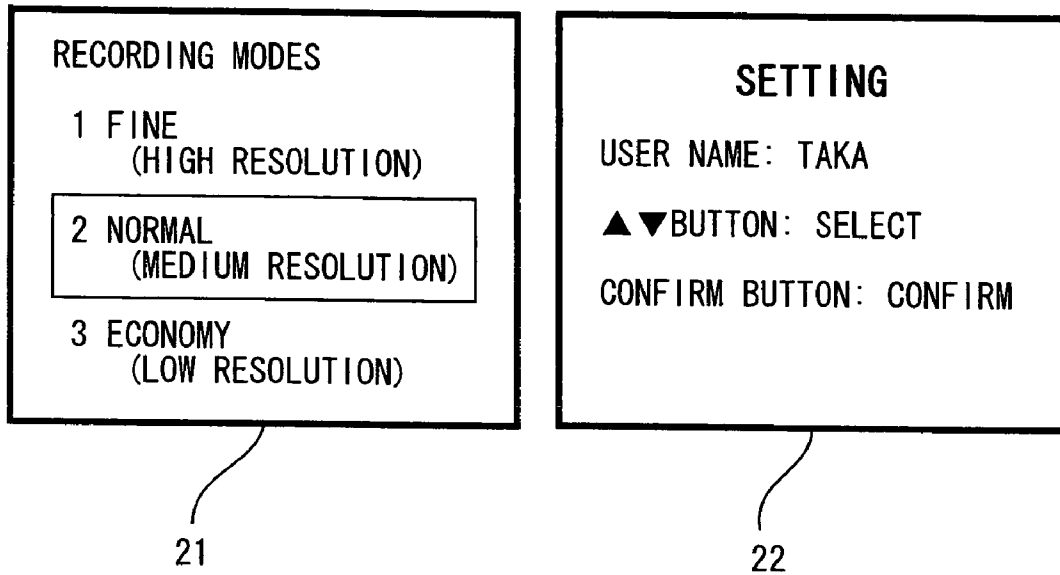 RECORDING MODES
1 FINE
(HIGH RESOLUTION)
2 NORMAL
(MEDIUM RESOLUTION)
3 ECONOMY
(LOW RESOLUTION)
21
SETTING
USER NAME: TAKA
▲▼BUTTON: SELECT
CONFIRM BUTTON: CONFIRM
22